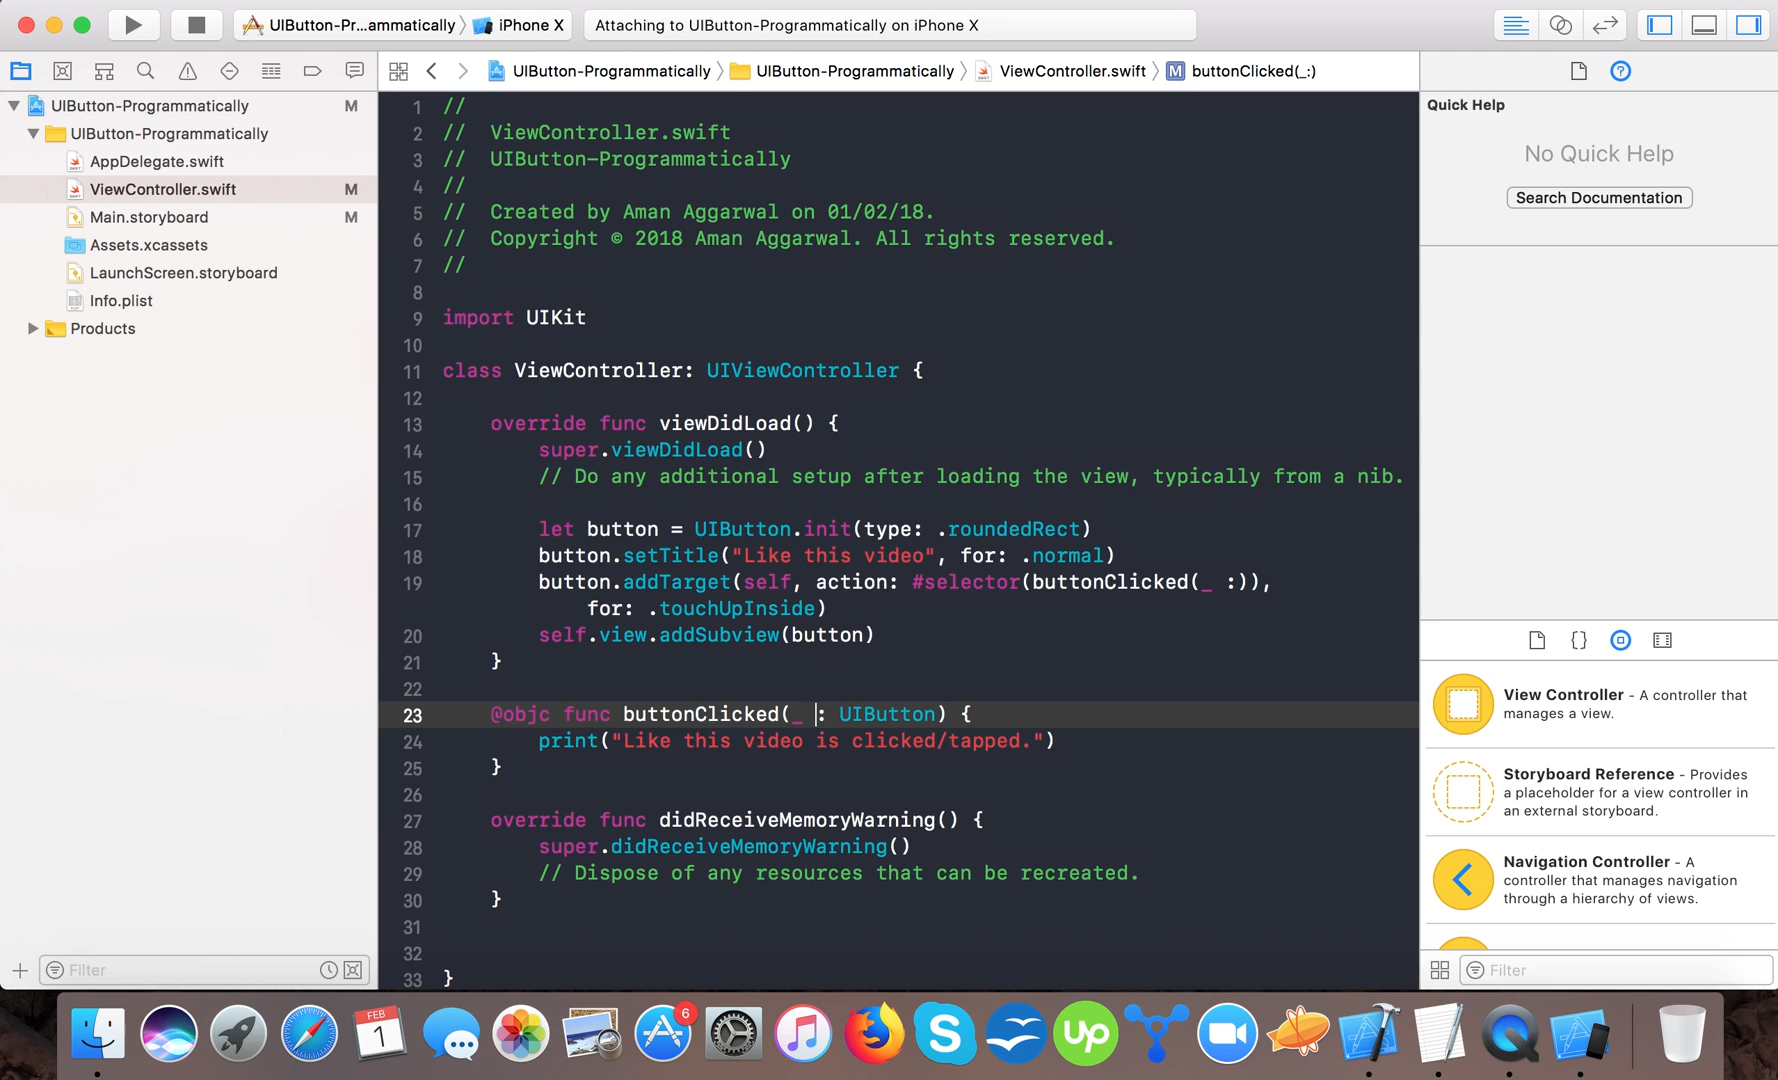 UIButton-Pr...ammatically
iPhone X
Attaching to UIButton-Programmatically on iPhone X
UIButton-Programmatically
UIButton-Programmatically
ViewController.swift
M
buttonClicked(_:)
UIButton-Programmatically
M
UIButton-Programmatically
AppDelegate.swift
ViewController.swift
M
Main.storyboard
M
Assets.xcassets
LaunchScreen.storyboard
Info.plist
Products
Filter
1 //
2 //  ViewController.swift
3 //  UIButton-Programmatically
4 //
5 //  Created by Aman Aggarwal on 01/02/18.
6 //  Copyright © 2018 Aman Aggarwal. All rights reserved.
7 //
8
9 import UIKit
10
11 class ViewController: UIViewController {
12
13     override func viewDidLoad() {
14         super.viewDidLoad()
15         // Do any additional setup after loading the view, typically from a nib.
16
17         let button = UIButton.init(type: .roundedRect)
18         button.setTitle("Like this video", for: .normal)
19         button.addTarget(self, action: #selector(buttonClicked(_ :)),
            for: .touchUpInside)
20         self.view.addSubview(button)
21     }
22
23     @objc func buttonClicked(_ : UIButton) {
24         print("Like this video is clicked/tapped.")
25     }
26
27     override func didReceiveMemoryWarning() {
28         super.didReceiveMemoryWarning()
29         // Dispose of any resources that can be recreated.
30     }
31
32
33 }
Quick Help
No Quick Help
Search Documentation
{}
View Controller - A controller that
manages a view.
Storyboard Reference - Provides
a placeholder for a view controller in
an external storyboard.
Navigation Controller - A
controller that manages navigation
through a hierarchy of views.
Filter
FEB
1
6
S
up